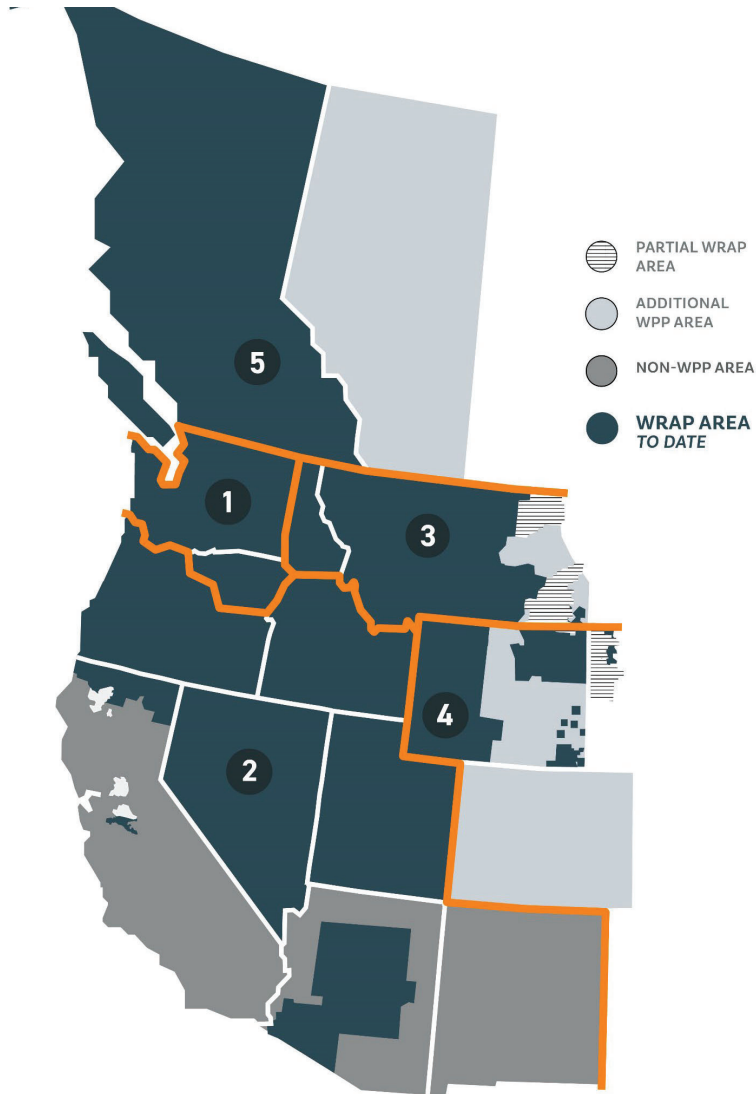 5
1
3
4
2
PARTIAL WRAP
AREA
ADDITIONAL
WPP AREA
NON-WPP AREA
WRAP AREA
TO DATE